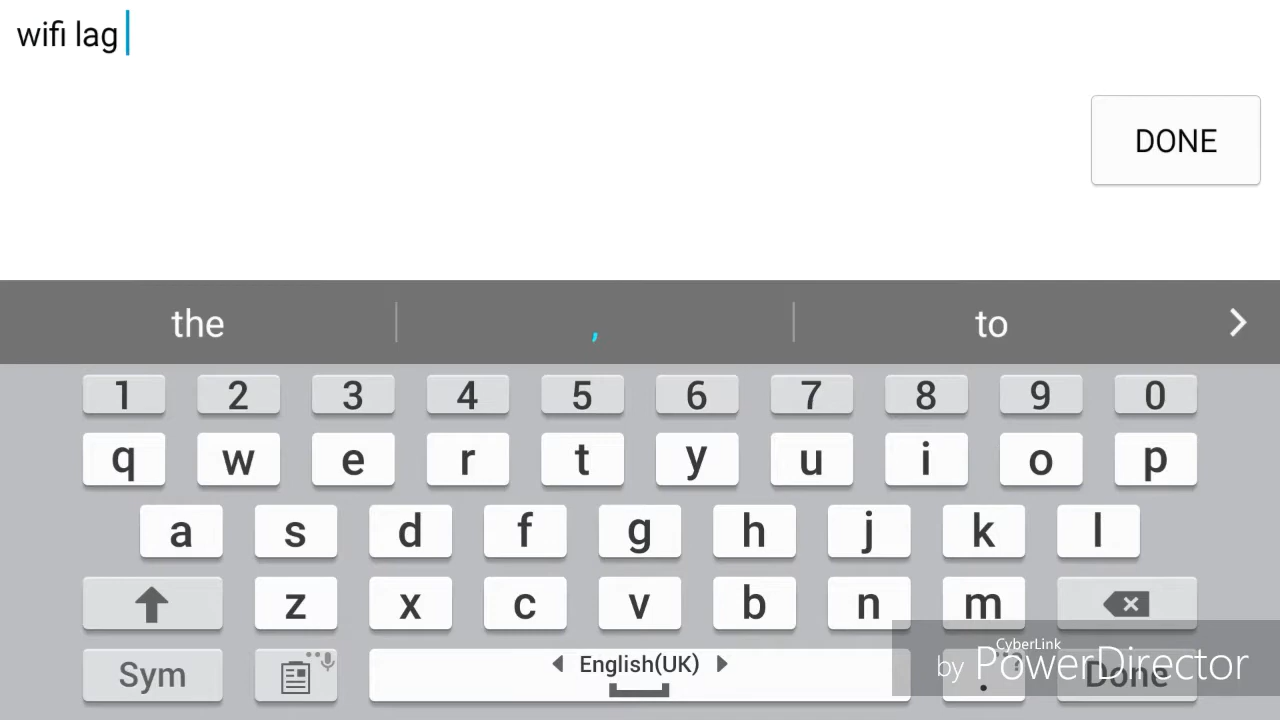 wifi lag
DONE
the , to
1 2 3 4 5 6 7 8 9 0
q w e r t y u i o p
a s d f g h j k l
z x c v b n m
Sym English(UK) . Done
CyberLink
by PowerDirector